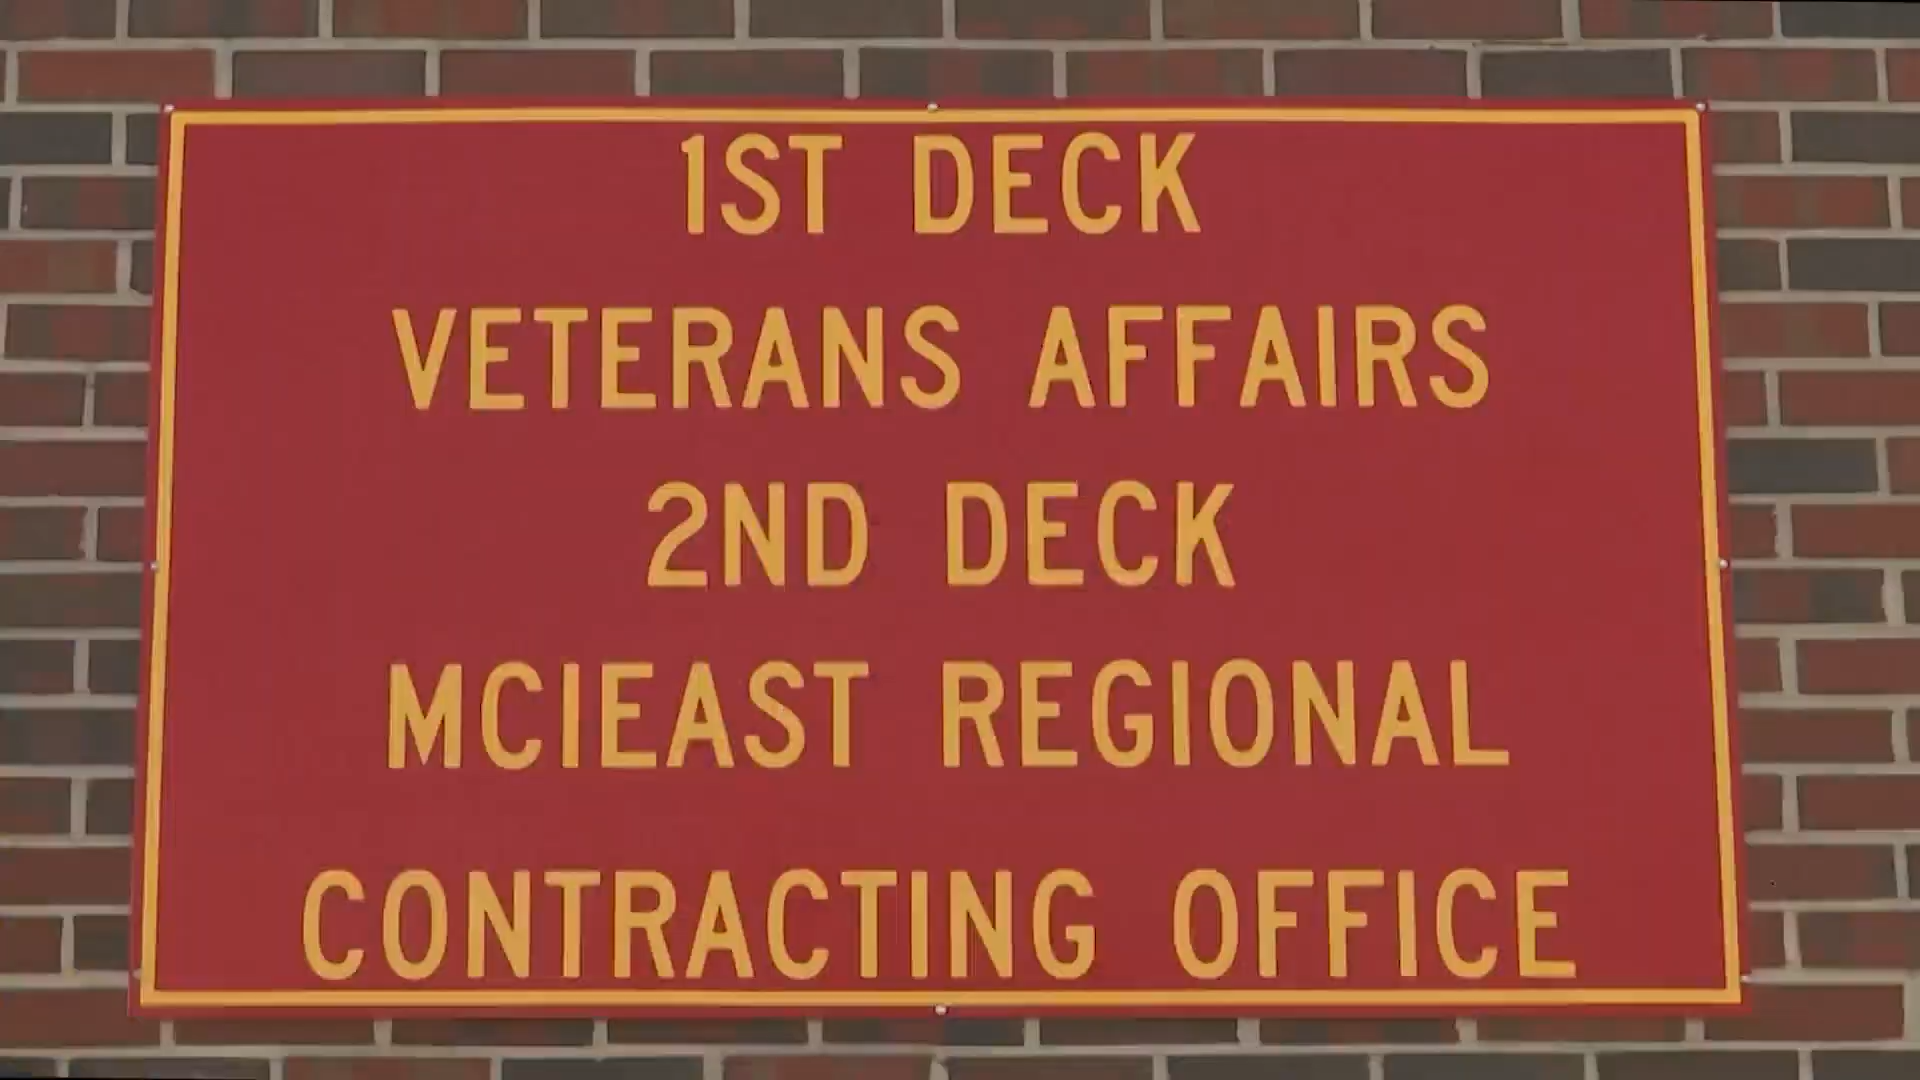 1ST DECK
VETERANS AFFAIRS
2ND DECK
MCIEAST REGIONAL
CONTRACTING OFFICE